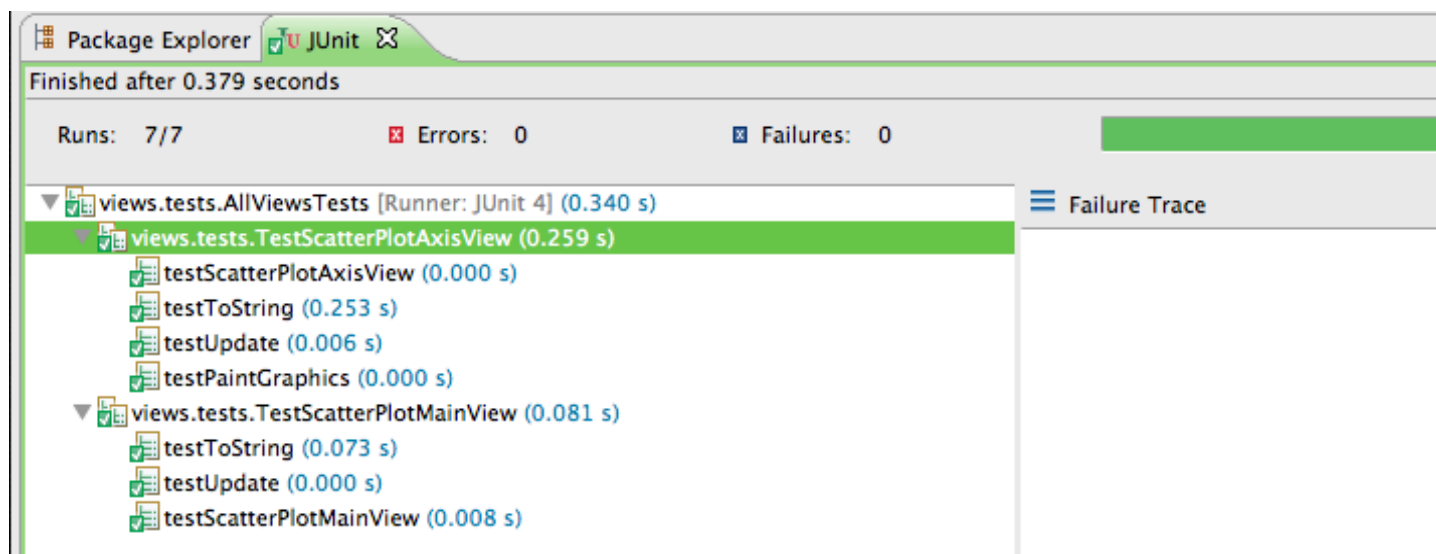 Package Explorer JUnit
Finished after 0.379 seconds
Runs: 7/7 Errors: 0 Failures: 0
views.tests.AllViewsTests [Runner: JUnit 4] (0.340 s)
Failure Trace
views.tests.TestScatterPlotAxisView (0.259 s)
testScatterPlotAxisView (0.000 s)
testToString (0.253 s)
testUpdate (0.006 s)
testPaintGraphics (0.000 s)
views.tests.TestScatterPlotMainView (0.081 s)
testToString (0.073 s)
testUpdate (0.000 s)
testScatterPlotMainView (0.008 s)